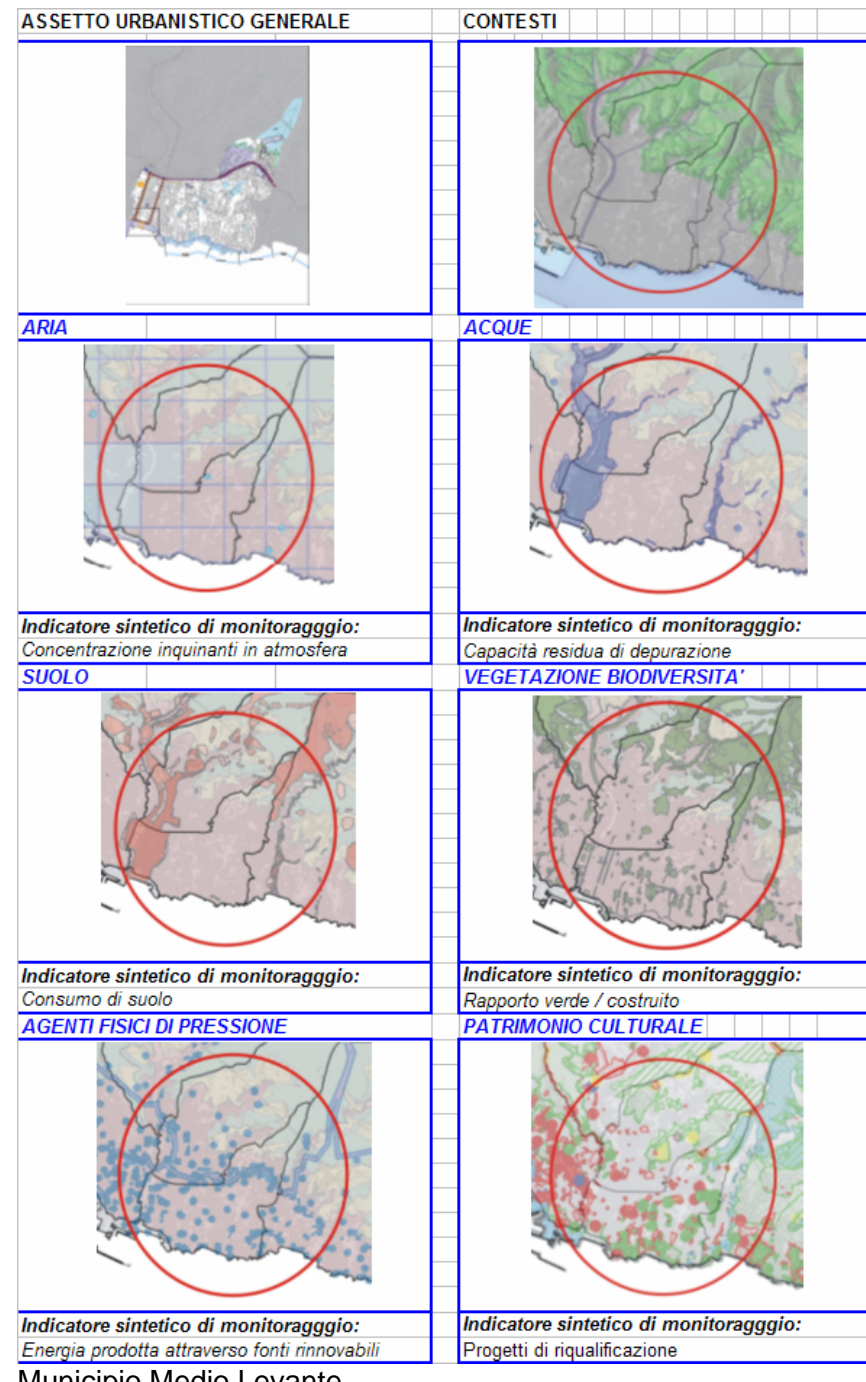 ASSETTO URBANISTICO GENERALE
CONTESTI
ARIA
ACQUE
Indicatore sintetico di monitoragggio:
Concentrazione inquinanti in atmosfera
Indicatore sintetico di monitoragggio:
Capacità residua di depurazione
SUOLO
VEGETAZIONE BIODIVERSITA'
Indicatore sintetico di monitoragggio:
Consumo di suolo
Indicatore sintetico di monitoragggio:
Rapporto verde / costruito
AGENTI FISICI DI PRESSIONE
PATRIMONIO CULTURALE
Indicatore sintetico di monitoragggio:
Energia prodotta attraverso fonti rinnovabili
Indicatore sintetico di monitoragggio:
Progetti di riqualificazione
Municipio Medio Levante